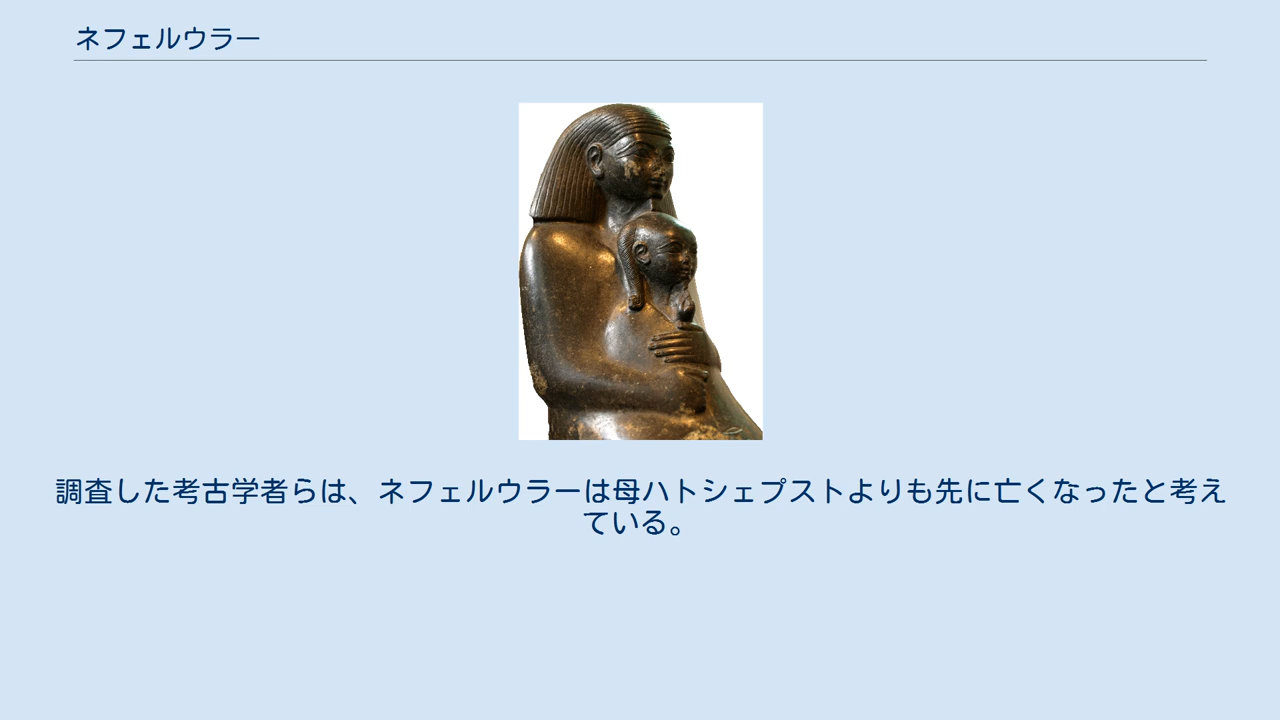 ネフェルウラー
調査した考古学者らは、ネフェルウラーは母ハトシェプストよりも先に亡くなったと考え
ている。